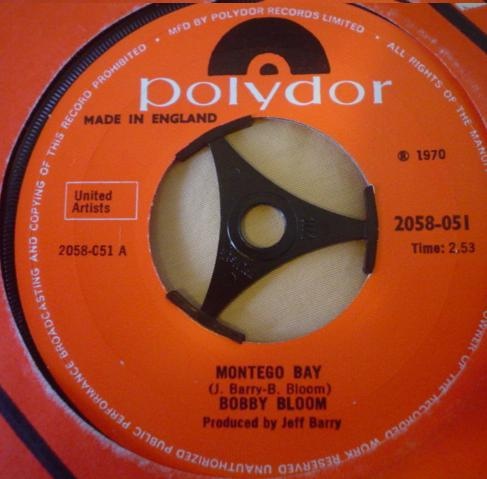 MFD BY POLYDOR RECORDS LIMITED • ALL RIGHTS OF THE MANU
OWNER OF THE RECORDED WORK RESERVED UNAUTHORIZED PUBLIC PERFORMANCE BROADCASTING AND COPYING OF THIS RECORD PROHIBITED •
polydor
MADE IN ENGLAND
℗ 1970
United
Artists
2058-051
2058-051 A
Time: 2.53
MONTEGO BAY
(J. Barry-B. Bloom)
BOBBY BLOOM
Produced by Jeff Barry